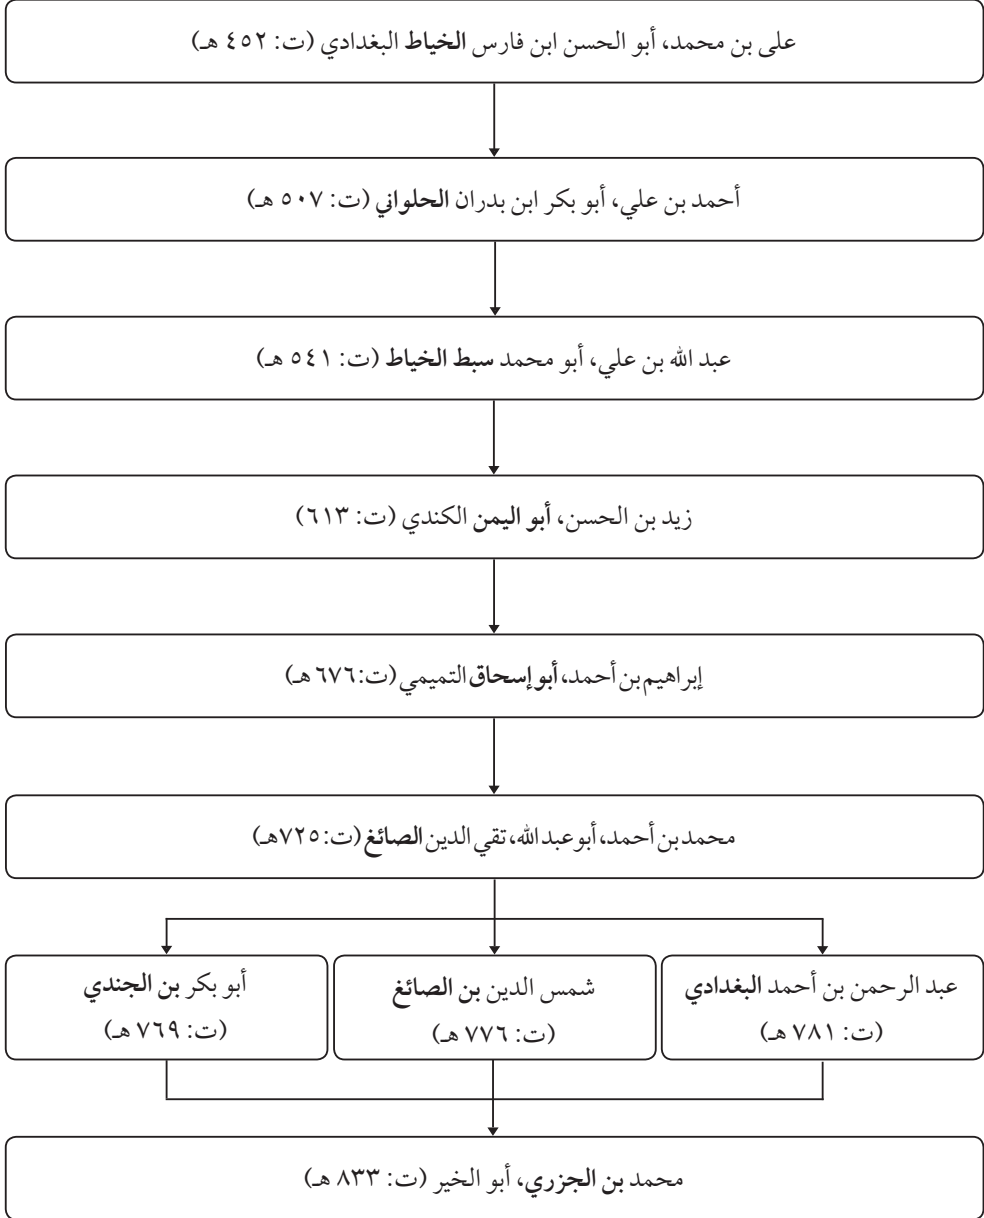 على بن محمد، أبو الحسن ابن فارس الخياط البغدادي (ت: ٤٥٢ هـ)
أحمد بن علي، أبو بكر ابن بدران الحلواني (ت: ٥٠٧ هـ)
عبد الله بن علي، أبو محمد سبط الخياط (ت: ٥٤١ هـ)
زيد بن الحسن، أبو اليمن الكندي (ت: ٦١٣)
إبراهيم بن أحمد، أبو إسحاق التميمي (ت: ٦٧٦ هـ)
محمد بن أحمد، أبو عبد الله، تقي الدين الصائغ (ت: ٧٢٥هـ)
عبد الرحمن بن أحمد البغدادي
(ت: ٧٨١ هـ)
شمس الدين بن الصائغ
(ت: ٧٧٦ هـ)
أبو بكر بن الجندي
(ت: ٧٦٩ هـ)
محمد بن الجزري، أبو الخير (ت: ٨٣٣ هـ)